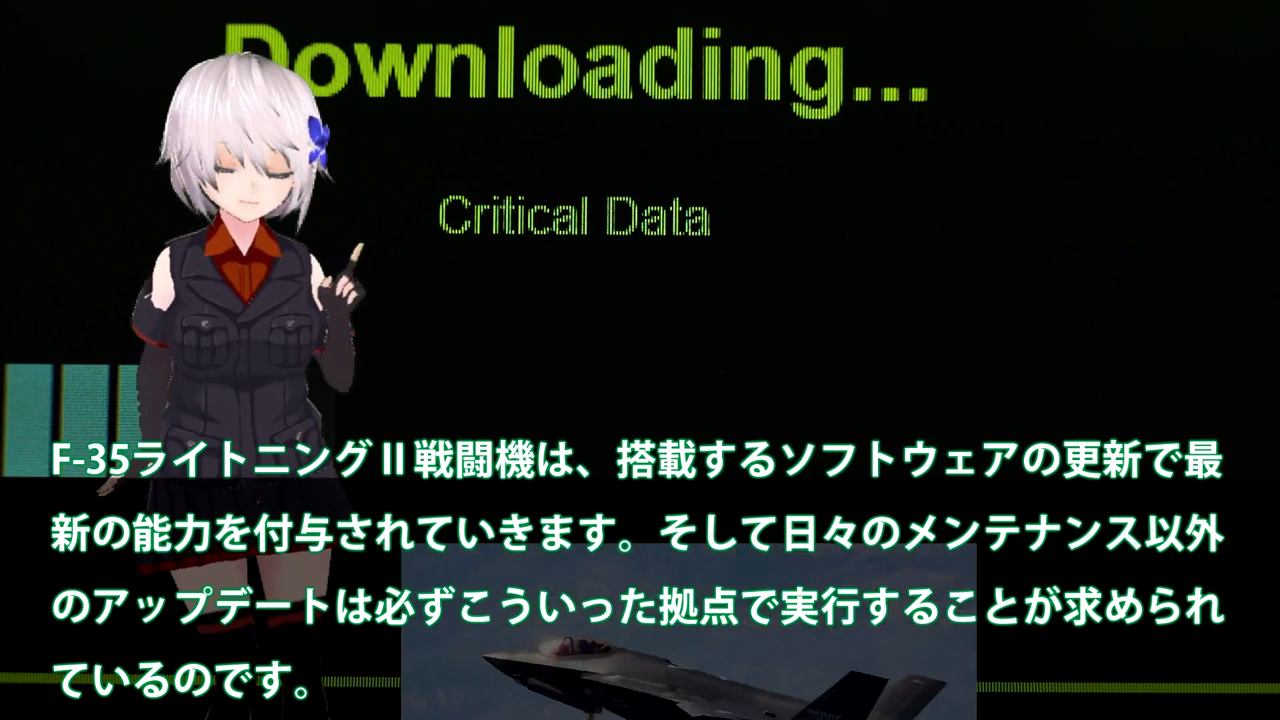 Downloading...
Critical Data
F-35ライトニングⅡ戦闘機は、搭載するソフトウェアの更新で最
新の能力を付与されていきます。そして日々のメンテナンス以外
のアップデートは必ずこういった拠点で実行することが求められ
ているのです。